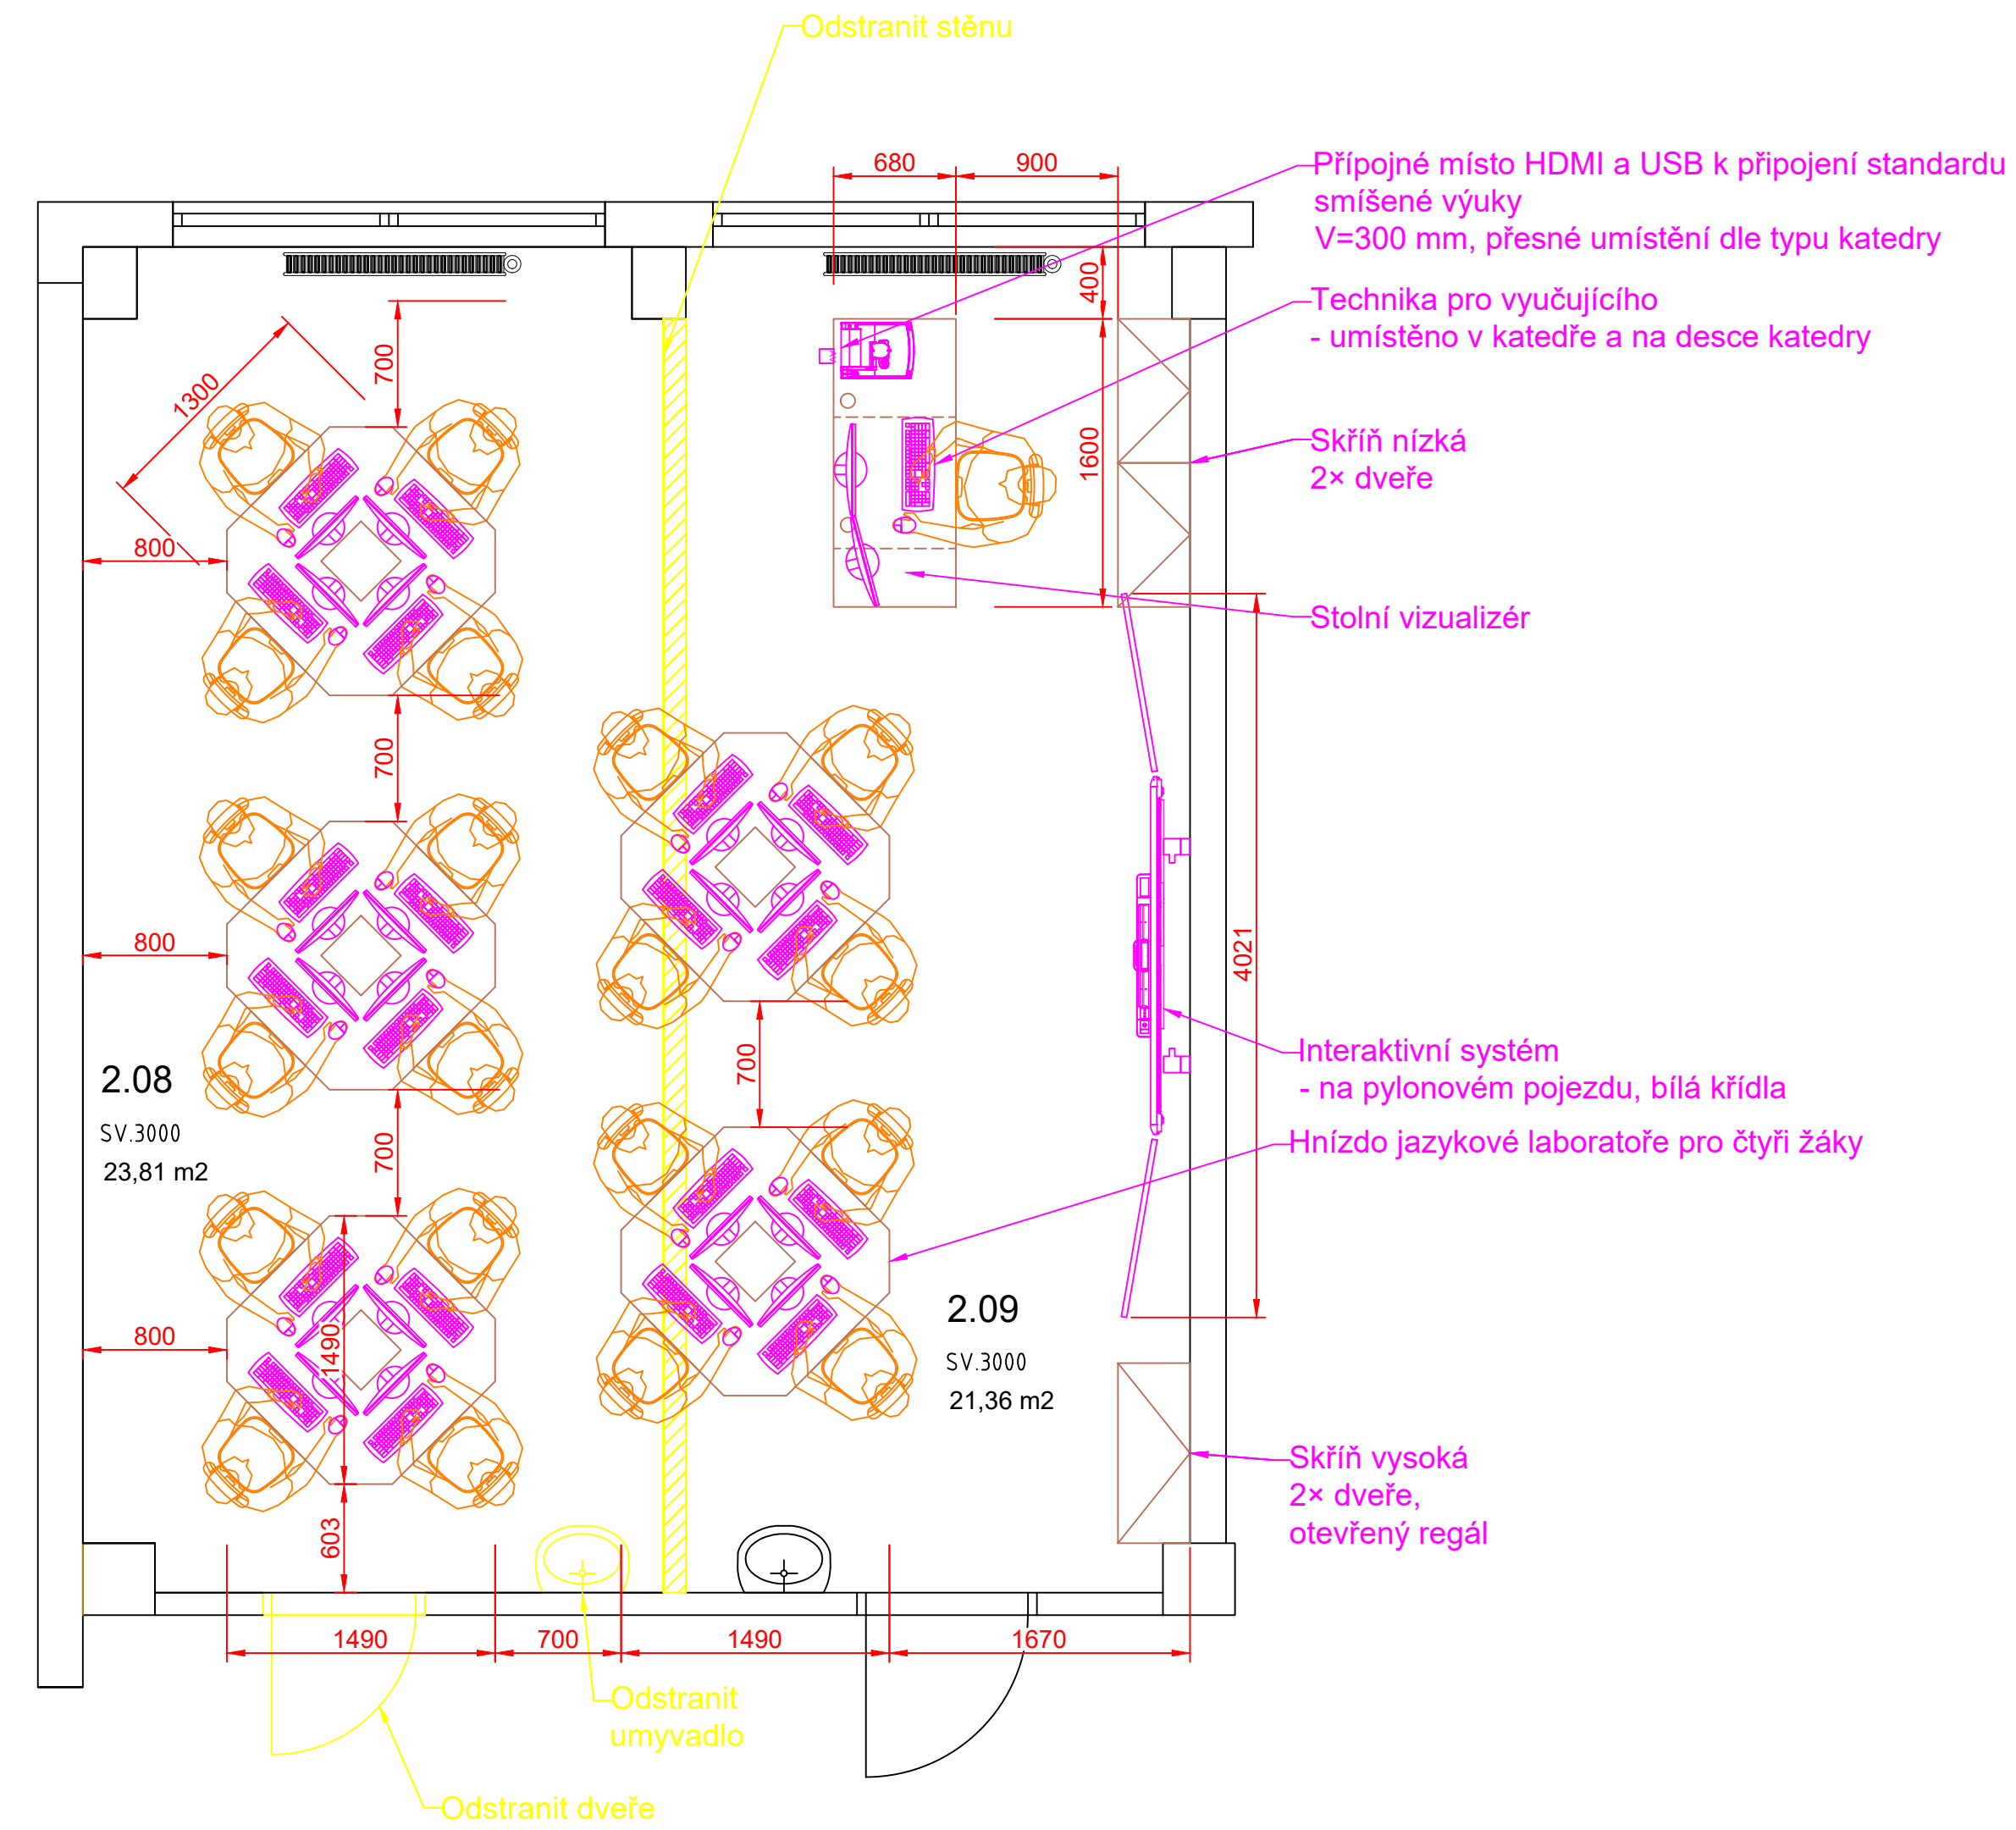 Odstranit stěnu
680
900
Přípojné místo HDMI a USB k připojení standardu
smíšené výuky
V=300 mm, přesné umístění dle typu katedry
400
Technika pro vyučujícího
- umístěno v katedře a na desce katedry
700
1300
1600
Skříň nízká
2× dveře
800
Stolní vizualizér
700
800
4021
700
Interaktivní systém
- na pylonovém pojezdu, bílá křídla
2.08
SV.3000
23,81 m2
700
Hnízdo jazykové laboratoře pro čtyři žáky
800
1490
2.09
SV.3000
21,36 m2
Skříň vysoká
2× dveře,
otevřený regál
603
1490
700
1490
1670
Odstranit
umyvadlo
Odstranit dveře